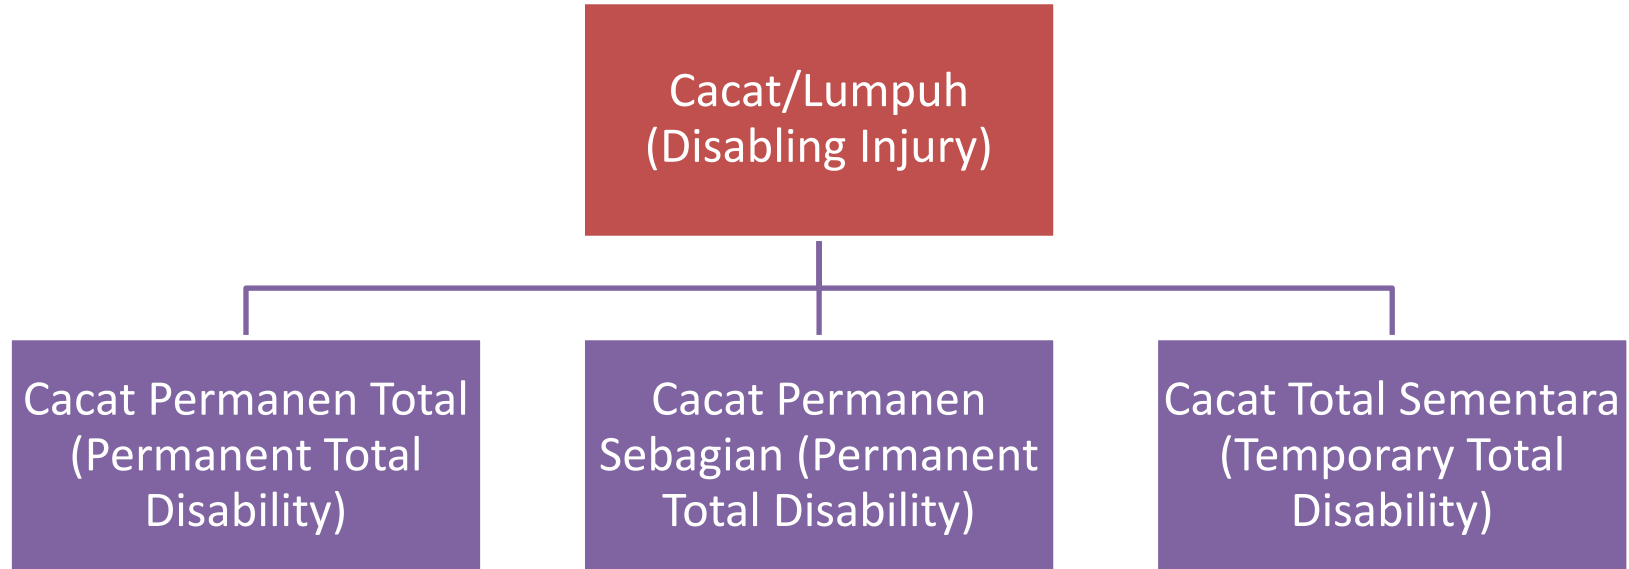 Cacat/Lumpuh
(Disabling Injury)
Cacat Permanen Total
(Permanent Total
Disability)
Cacat Permanen
Sebagian (Permanent
Total Disability)
Cacat Total Sementara
(Temporary Total
Disability)